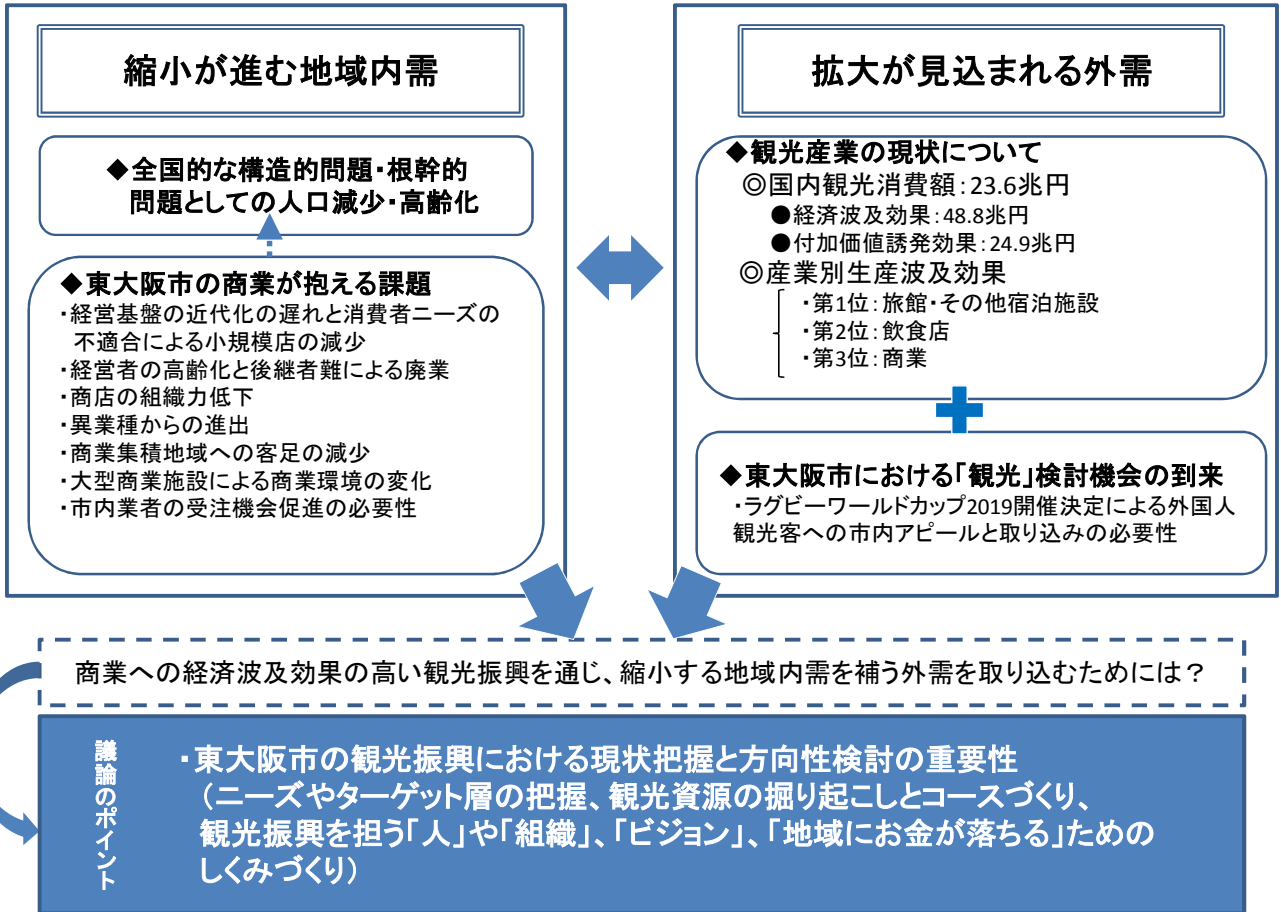 縮小が進む地域内需
◆全国的な構造的問題・根幹的
問題としての人口減少・高齢化
◆東大阪市の商業が抱える課題
・経営基盤の近代化の遅れと消費者ニーズの
不適合による小規模店の減少
・経営者の高齢化と後継者難による廃業
・商店の組織力低下
・異業種からの進出
・商業集積地域への客足の減少
・大型商業施設による商業環境の変化
・市内業者の受注機会促進の必要性
拡大が見込まれる外需
◆観光産業の現状について
◎国内観光消費額：23.6兆円
●経済波及効果：48.8兆円
●付加価値誘発効果：24.9兆円
◎産業別生産波及効果
・第1位：旅館・その他宿泊施設
・第2位：飲食店
・第3位：商業
◆東大阪市における「観光」検討機会の到来
・ラグビーワールドカップ2019開催決定による外国人
観光客への市内アピールと取り込みの必要性
商業への経済波及効果の高い観光振興を通じ、縮小する地域内需を補う外需を取り込むためには？
議論のポイント
・東大阪市の観光振興における現状把握と方向性検討の重要性
（ニーズやターゲット層の把握、観光資源の掘り起こしとコースづくり、
観光振興を担う「人」や「組織」、「ビジョン」、「地域にお金が落ちる」ための
しくみづくり）